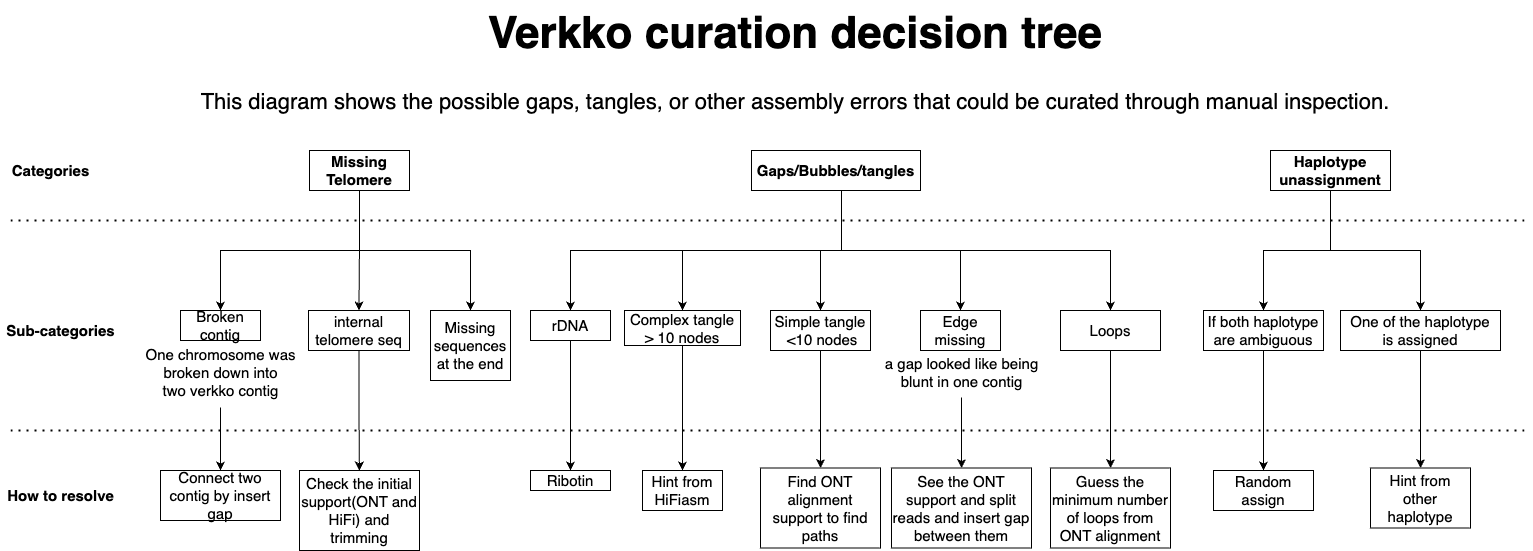 Verkko curation decision tree
This diagram shows the possible gaps, tangles, or other assembly errors that could be curated through manual inspection.
Categories
Missing
Telomere
Gaps/Bubbles/tangles
Haplotype
unassignment
Sub-categories
Broken
contig
One chromosome was
broken down into
two verkko contig
internal
telomere seq
Missing
sequences
at the end
rDNA
Complex tangle
> 10 nodes
Simple tangle
<10 nodes
Edge
missing
a gap looked like being
blunt in one contig
Loops
If both haplotype
are ambiguous
One of the haplotype
is assigned
How to resolve
Connect two
contig by insert
gap
Check the initial
support(ONT and
HiFi) and
trimming
Ribotin
Hint from
HiFiasm
Find ONT
alignment
support to find
paths
See the ONT
support and split
reads and insert gap
between them
Guess the
minimum number
of loops from
ONT alignment
Random
assign
Hint from
other
haplotype